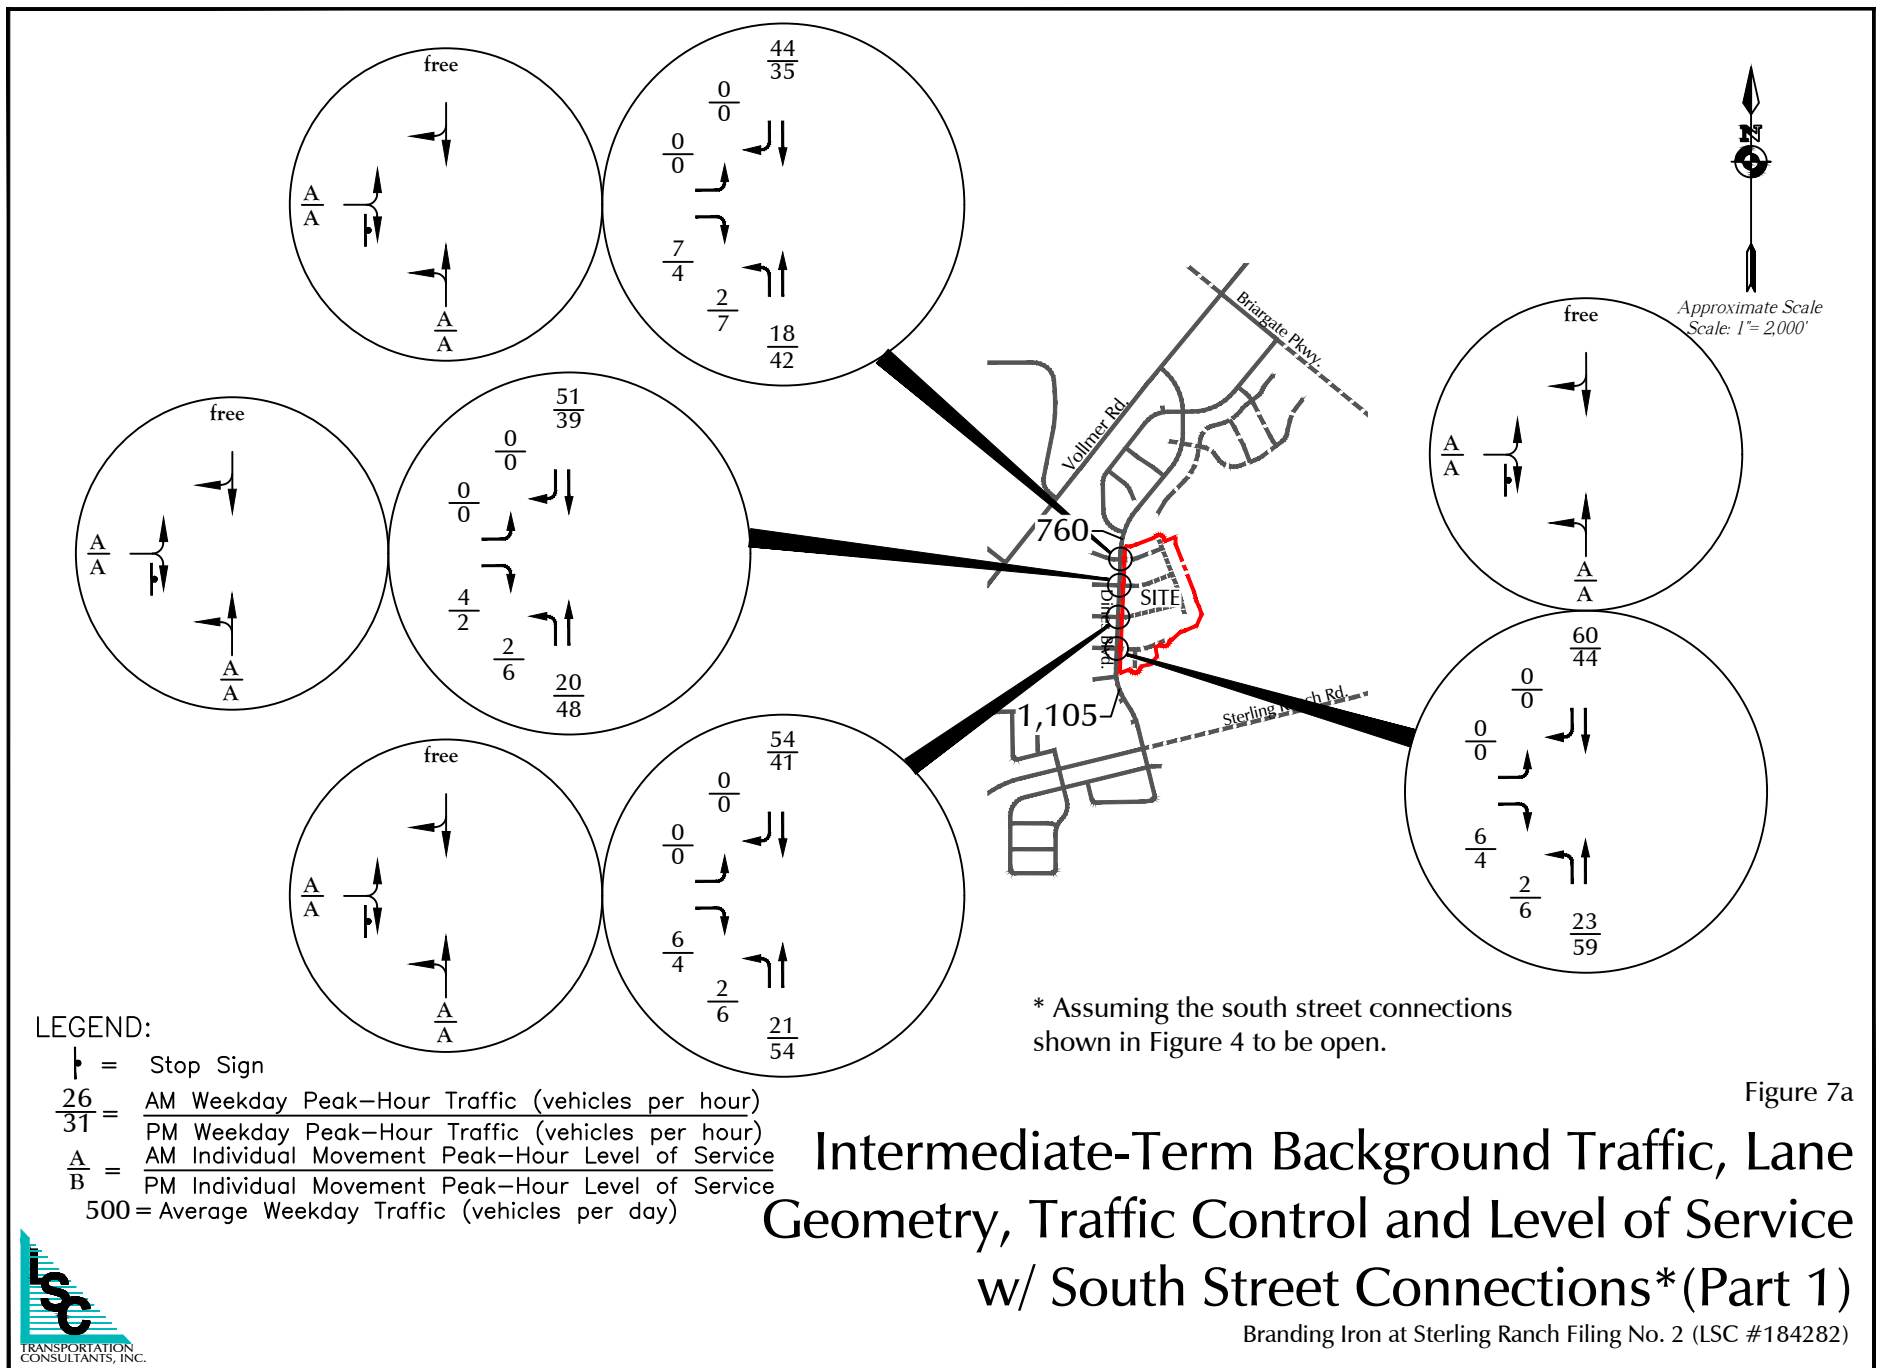 free
A
A
A
A
44
35
0
0
0
0
7
4
2
7
18
42
N
Approximate Scale
Scale: 1"= 2,000'
free
A
A
A
A
51
39
0
0
0
0
4
2
2
6
20
48
Briargate Pkwy.
Vollmer Rd.
760
SITE
Blvd.
1,105
Sterling Rd.
free
A
A
A
A
60
44
0
0
0
0
6
4
2
6
23
59
free
A
A
A
A
54
41
0
0
0
0
6
4
2
6
21
54
* Assuming the south street connections
shown in Figure 4 to be open.
LEGEND:
= Stop Sign
26
31 =
AM Weekday Peak-Hour Traffic (vehicles per hour)
PM Weekday Peak-Hour Traffic (vehicles per hour)
A
B =
AM Individual Movement Peak-Hour Level of Service
PM Individual Movement Peak-Hour Level of Service
500 = Average Weekday Traffic (vehicles per day)
Figure 7a
Intermediate-Term Background Traffic, Lane
Geometry, Traffic Control and Level of Service
w/ South Street Connections*(Part 1)
Branding Iron at Sterling Ranch Filing No. 2 (LSC #184282)
LSC
TRANSPORTATION
CONSULTANTS, INC.